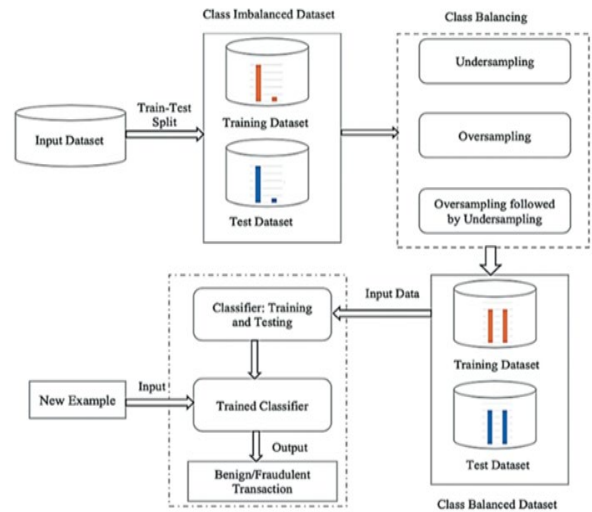 Class Imbalanced Dataset
Class Balancing
Input Dataset
Train-Test
Split
Training Dataset
Test Dataset
Undersampling
Oversampling
Oversampling followed
by Undersampling
Classifier: Training
and Testing
Input Data
Training Dataset
Test Dataset
Class Balanced Dataset
New Example
Input
Trained Classifier
Output
Benign/Fraudulent
Transaction